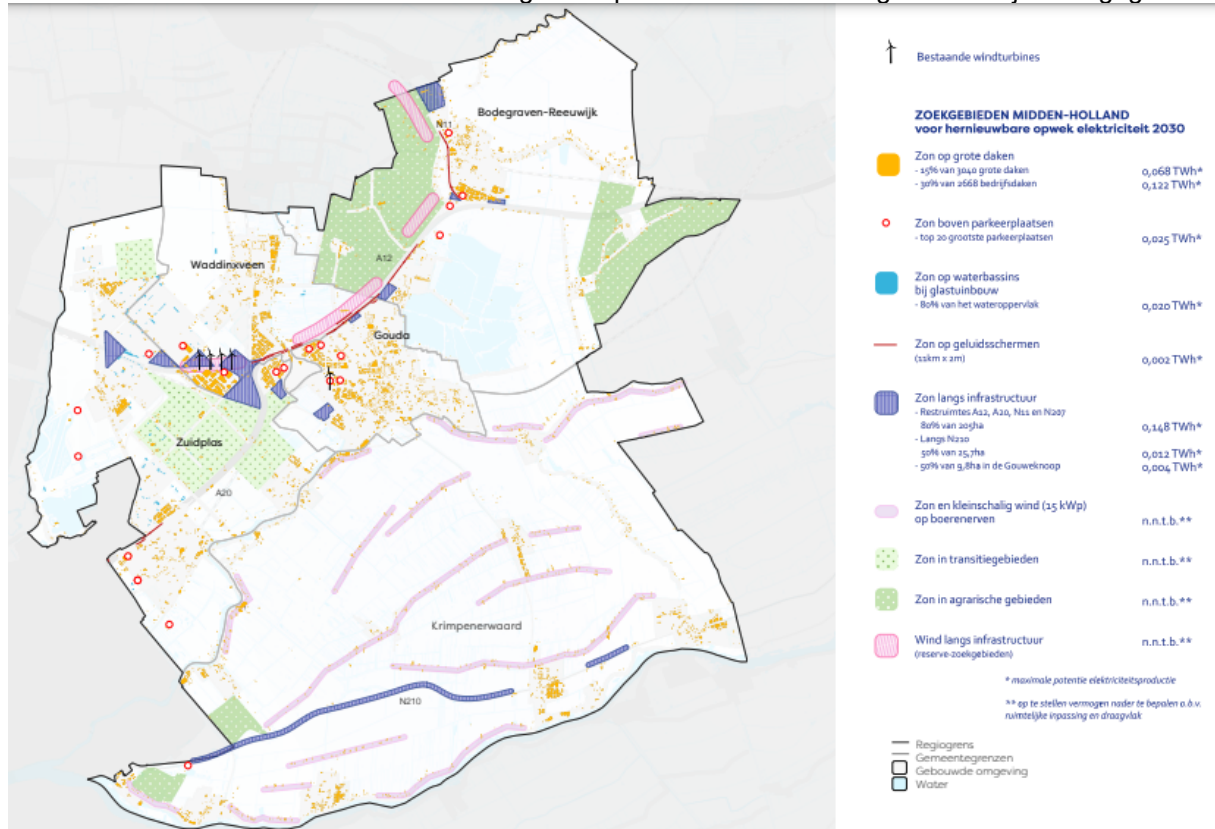 Bodegraven-Reeuwijk
N11
A12
Waddinxveen
Gouda
Zuidplas
A20
Krimpenerwaard
N210
Bestaande windturbines
ZOEKGEBIEDEN MIDDEN-HOLLAND
voor hernieuwbare opwek elektriciteit 2030
Zon op grote daken
- 15% van 3040 grote daken 0,068 TWh*
- 30% van 2668 bedrijfsdaken 0,122 TWh*
Zon boven parkeerplaatsen
- top 20 grootste parkeerplaatsen 0,025 TWh*
Zon op waterbassins
bij glastuinbouw
- 80% van het wateroppervlak 0,020 TWh*
Zon op geluidsschermen
(11km x 2m) 0,002 TWh*
Zon langs infrastructuur
- Restruimtes A12, A20, N11 en N207
80% van 205ha 0,148 TWh*
- Langs N210
50% van 25,7ha 0,012 TWh*
- 50% van 9,8ha in de Gouweknoop 0,004 TWh*
Zon en kleinschalig wind (15 kWp)
op boerenerven n.n.t.b.**
Zon in transitiegebieden n.n.t.b.**
Zon in agrarische gebieden n.n.t.b.**
Wind langs infrastructuur n.n.t.b.**
(reserve-zoekgebieden)
* maximale potentie elektriciteitsproductie
** op te stellen vermogen nader te bepalen o.b.v.
ruimtelijke inpassing en draagvlak
Regiogrens
Gemeentegrenzen
Gebouwde omgeving
Water